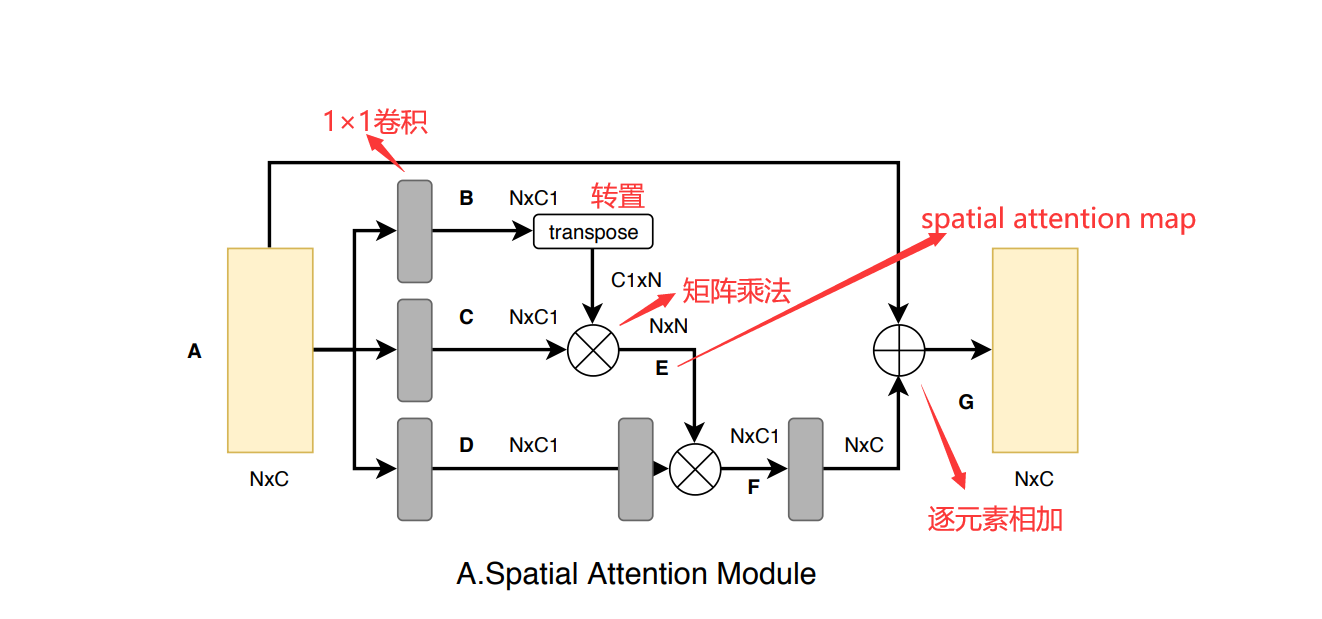 1×1卷积
B NxC1 转置
transpose
spatial attention map
C1xN 矩阵乘法
C NxC1 NxN
A E
G
D NxC1 NxC1 NxC
NxC F NxC
逐元素相加
A.Spatial Attention Module